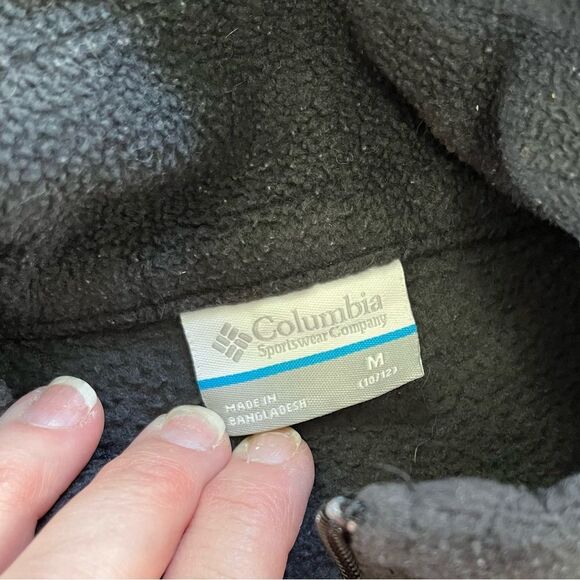 Columbia
Sportswear Company
M
(10/12)
MADE IN
BANGLADESH